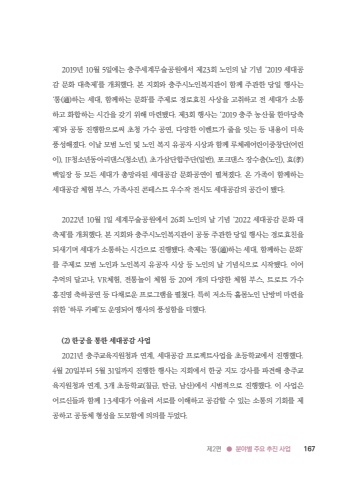 2019년 10월 5일에는 충주세계무술공원에서 제23회 노인의 날 기념 '2019 세대공
감 문화 대축제'를 개최했다. 본 지회와 충주시노인복지관이 함께 주관한 당일 행사는
'통(通)하는 세대, 함께하는 문화'를 주제로 경로효친 사상을 고취하고 전 세대가 소통
하고 화합하는 시간을 갖기 위해 마련했다. 제3회 행사는 '2019 충주 농산물 한마당축
제'와 공동 진행함으로써 초청 가수 공연, 다양한 이벤트가 줄을 잇는 등 내용이 더욱
풍성해졌다. 이날 모범 노인 및 노인 복지 유공자 시상과 함께 루체페어린이중창단(어린
이), IF청소년동아리댄스(청소년), 초가삼단합주단(일반), 포크댄스 장수춤(노인), 효(孝)
백일장 등 모든 세대가 총망라된 세대공감 문화공연이 펼쳐졌다. 온 가족이 함께하는
세대공감 체험 부스, 가족사진 콘테스트 우수작 전시도 세대공감의 공간이 됐다.
2022년 10월 1일 세계무술공원에서 26회 노인의 날 기념 '2022 세대공감 문화 대
축제'를 개최했다. 본 지회와 충주시노인복지관이 공동 주관한 당일 행사는 경로효친을
되새기며 세대가 소통하는 시간으로 진행됐다. 축제는 '통(通)하는 세대, 함께하는 문화'
를 주제로 모범 노인과 노인복지 유공자 시상 등 노인의 날 기념식으로 시작됐다. 이어
추억의 달고나, VR체험, 전통놀이 체험 등 20여 개의 다양한 체험 부스, 트로트 가수
홍진영 축하공연 등 다채로운 프로그램을 펼쳤다. 특히 저소득 홀몸노인 난방비 마련을
위한 '하루 카페'도 운영되어 행사의 풍성함을 더했다.
(2) 한궁을 통한 세대공감 사업
2021년 충주교육지원청과 연계, 세대공감 프로젝트사업을 초등학교에서 진행했다.
4월 20일부터 5월 31일까지 진행한 행사는 지회에서 한궁 지도 강사를 파견해 충주교
육지원청과 연계, 3개 초등학교(칠금, 탄금, 남산)에서 시범적으로 진행했다. 이 사업은
어르신들과 함께 1·3세대가 어울려 서로를 이해하고 공감할 수 있는 소통의 기회를 제
공하고 공동체 형성을 도모함에 의의를 두었다.
제2편 ● 분야별 주요 추진 사업 167